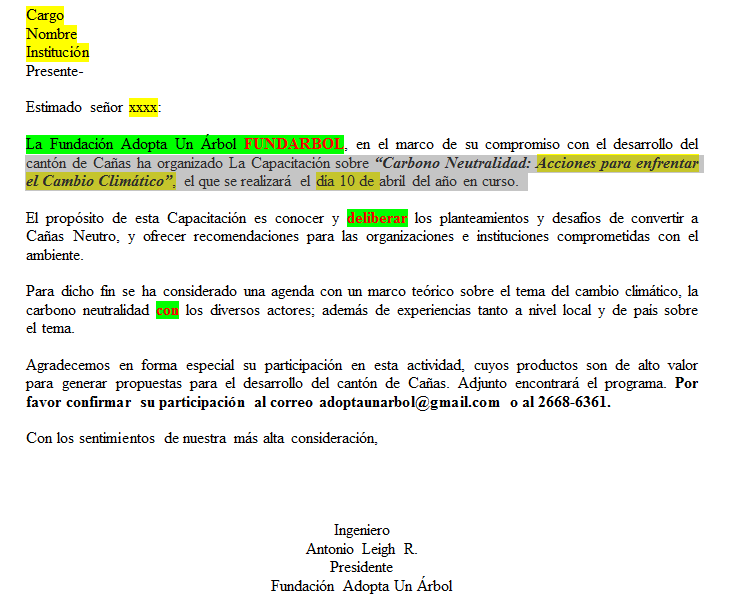 Cargo
Nombre
Institución
Presente-
Estimado señor xxxx:
La Fundación Adopta Un Árbol FUNDARBOL, en el marco de su compromiso con el desarrollo del
cantón de Cañas ha organizado La Capacitación sobre “Carbono Neutralidad: Acciones para enfrentar
el Cambio Climático”, el que se realizará el día 10 de abril del año en curso.
El propósito de esta Capacitación es conocer y deliberar los planteamientos y desafíos de convertir a
Cañas Neutro, y ofrecer recomendaciones para las organizaciones e instituciones comprometidas con el
ambiente.
Para dicho fin se ha considerado una agenda con un marco teórico sobre el tema del cambio climático, la
carbono neutralidad con los diversos actores; además de experiencias tanto a nivel local y de país sobre
el tema.
Agradecemos en forma especial su participación en esta actividad, cuyos productos son de alto valor
para generar propuestas para el desarrollo del cantón de Cañas. Adjunto encontrará el programa. Por
favor confirmar su participación al correo adoptaunarbol@gmail.com o al 2668-6361.
Con los sentimientos de nuestra más alta consideración,
Ingeniero
Antonio Leigh R.
Presidente
Fundación Adopta Un Árbol